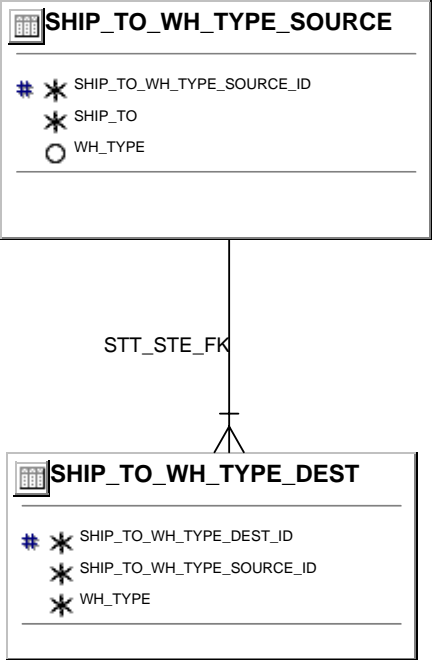 SHIP_TO_WH_TYPE_SOURCE
# * SHIP_TO_WH_TYPE_SOURCE_ID
* SHIP_TO
○ WH_TYPE
STT_STE_FK
SHIP_TO_WH_TYPE_DEST
# * SHIP_TO_WH_TYPE_DEST_ID
* SHIP_TO_WH_TYPE_SOURCE_ID
* WH_TYPE